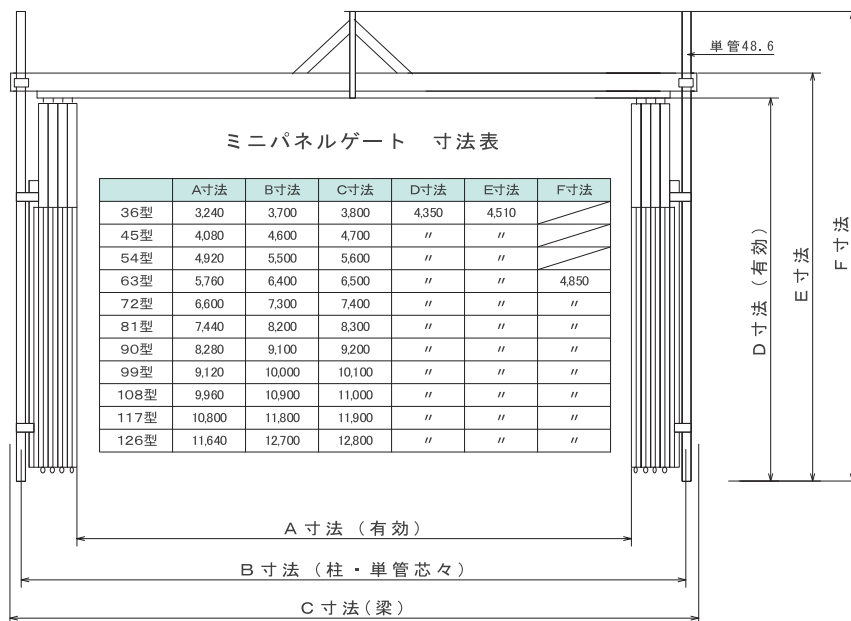 単管48.6
ミニパネルゲート 寸法表
A寸法 B寸法 C寸法 D寸法 E寸法 F寸法
36型 3,240 3,700 3,800 4,350 4,510
45型 4,080 4,600 4,700 〃 〃
54型 4,920 5,500 5,600 〃 〃
63型 5,760 6,400 6,500 〃 〃 4,850
72型 6,600 7,300 7,400 〃 〃 〃
81型 7,440 8,200 8,300 〃 〃 〃
90型 8,280 9,100 9,200 〃 〃 〃
99型 9,120 10,000 10,100 〃 〃 〃
108型 9,960 10,900 11,000 〃 〃 〃
117型 10,800 11,800 11,900 〃 〃 〃
126型 11,640 12,700 12,800 〃 〃 〃
D寸法(有効)
E寸法
F寸法
A寸法(有効)
B寸法(柱・単管芯々)
C寸法(梁)